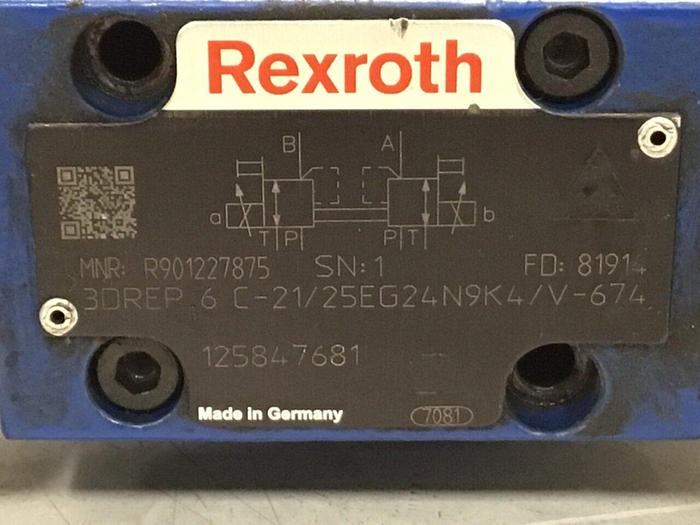 Rexroth
B A
a b
T P P T
MNR: R901227875 SN: 1 FD: 81914
3DREP 6 C-21/25EG24N9K4/V-674
125847681
Made in Germany 7081